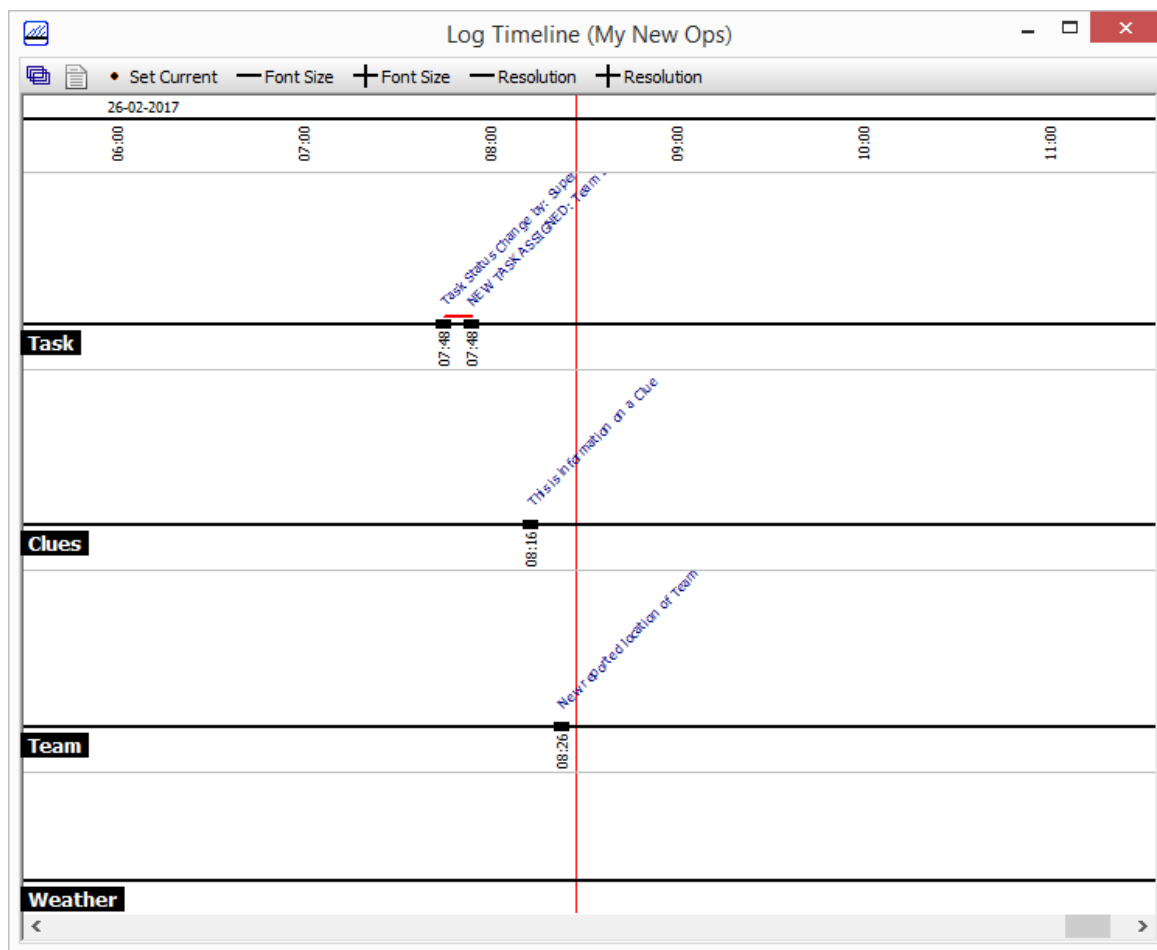 Log Timeline (My New Ops)
Set Current Font Size Font Size Resolution Resolution
26-02-2017
06:00 07:00 08:00 09:00 10:00 11:00
Task Status Change by: Super
NEW TASK ASSIGNED: Team
07:48 07:48
Task
This is information on a Clue
08:16
Clues
New reported location of Team
08:26
Team
Weather